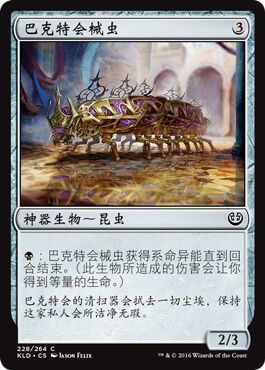 巴克特会械虫 3
神器生物～昆虫
：巴克特会械虫获得系命异能直到回
合结束。（此生物所造成的伤害会让你
得到等量的生命。）
巴克特会的清扫器会拭去一切尘埃，保持
这家私人会所洁净无瑕。
2/3
228/264 C
KLD • CS JASON FELIX
™ & © 2016 Wizards of the Coast